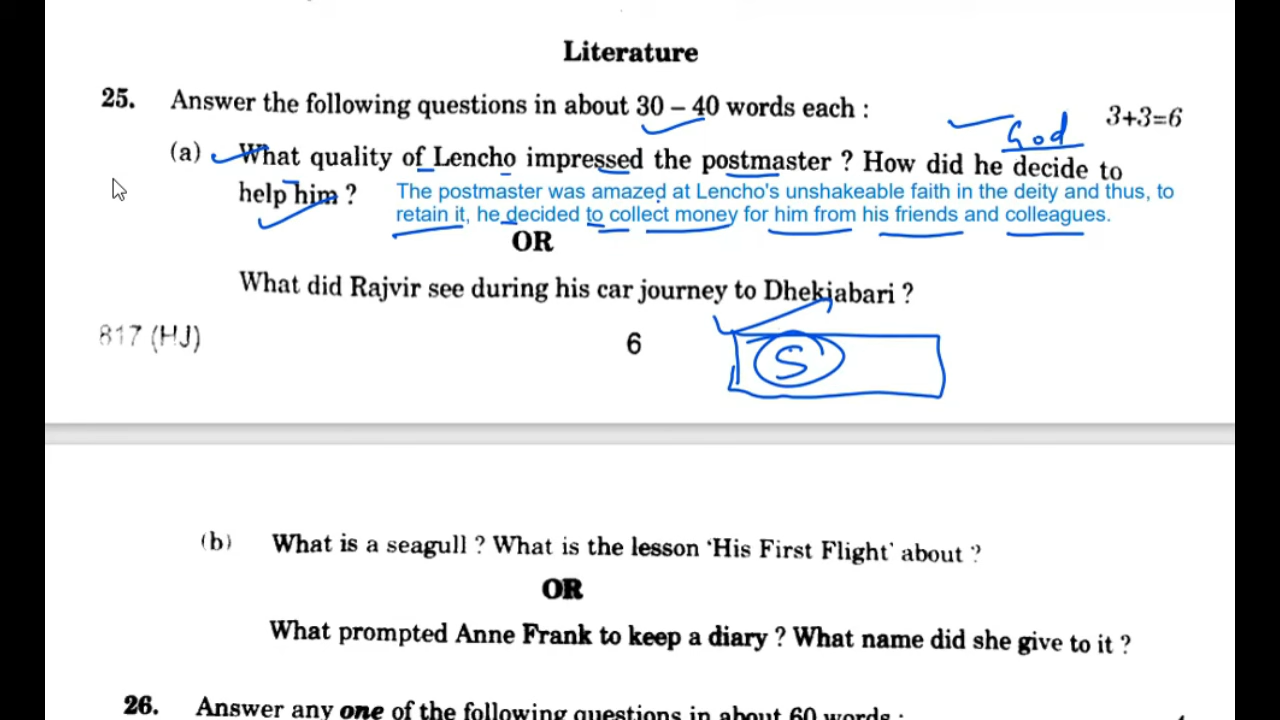 Literature
25. Answer the following questions in about 30 – 40 words each : 3+3=6
God
(a) What quality of Lencho impressed the postmaster ? How did he decide to
help him ? The postmaster was amazed at Lencho's unshakeable faith in the deity and thus, to
retain it, he decided to collect money for him from his friends and colleagues.
OR
What did Rajvir see during his car journey to Dhekiabari ?
817 (HJ) 6
S
(b) What is a seagull ? What is the lesson ‘His First Flight’ about ?
OR
What prompted Anne Frank to keep a diary ? What name did she give to it ?
26. Answer any one of the following questions in about 60 words :